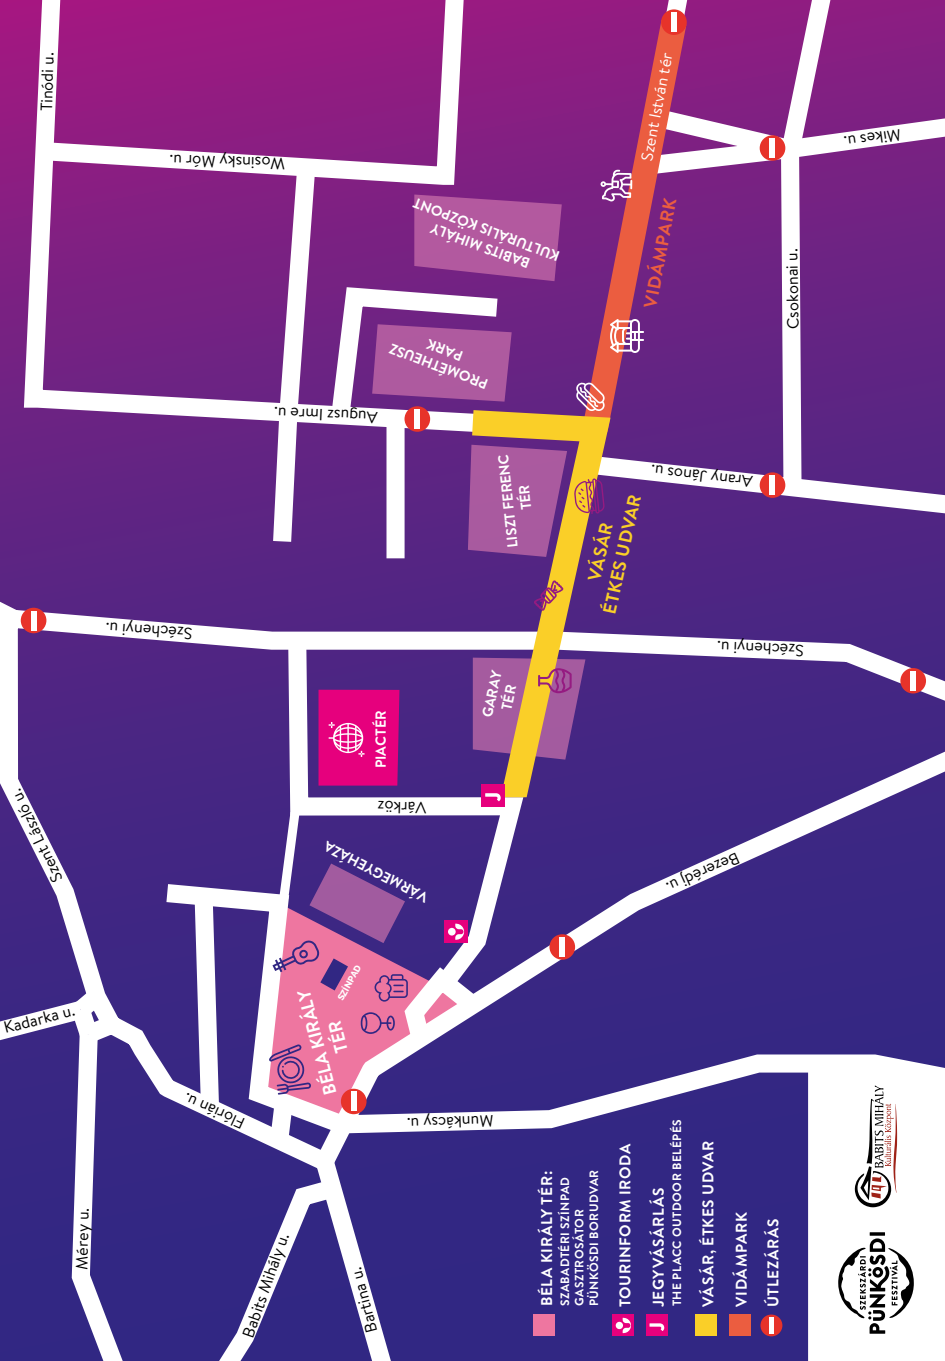 Tinódi u.
Wosinsky Mór u.
Szent István tér
Mikes u.
BABITS MIHÁLY
KULTURÁLIS KÖZPONT
VIDÁMPARK
Csokonai u.
PROMÉTHEUSZ
PARK
Augusz Imre u.
LISZT FERENC
TÉR
Arany János u.
VÁSÁR
ÉTKES UDVAR
Széchenyi u.
Széchenyi u.
GARAY
TÉR
PIACTÉR
J
Várköz
Szent László u.
VÁRMEGYEHÁZA
Bezerédj u.
SZÍNPAD
BÉLA KIRÁLY
TÉR
Kadarka u.
Flórián u.
Munkácsy u.
Mérey u.
Babits Mihály u.
Bartina u.
BÉLA KIRÁLY TÉR:
SZABADTÉRI SZÍNPAD
GASZTROSÁTOR
PÜNKÖSDI BORUDVAR
TOURINFORM IRODA
J
JEGYVÁSÁRLÁS
THE PLACC OUTDOOR BELÉPÉS
VÁSÁR, ÉTKES UDVAR
VIDÁMPARK
ÚTLEZÁRÁS
SZEKSZÁRDI
PÜNKÖSDI
FESZTIVÁL
BABITS MIHÁLY
Kulturális Központ